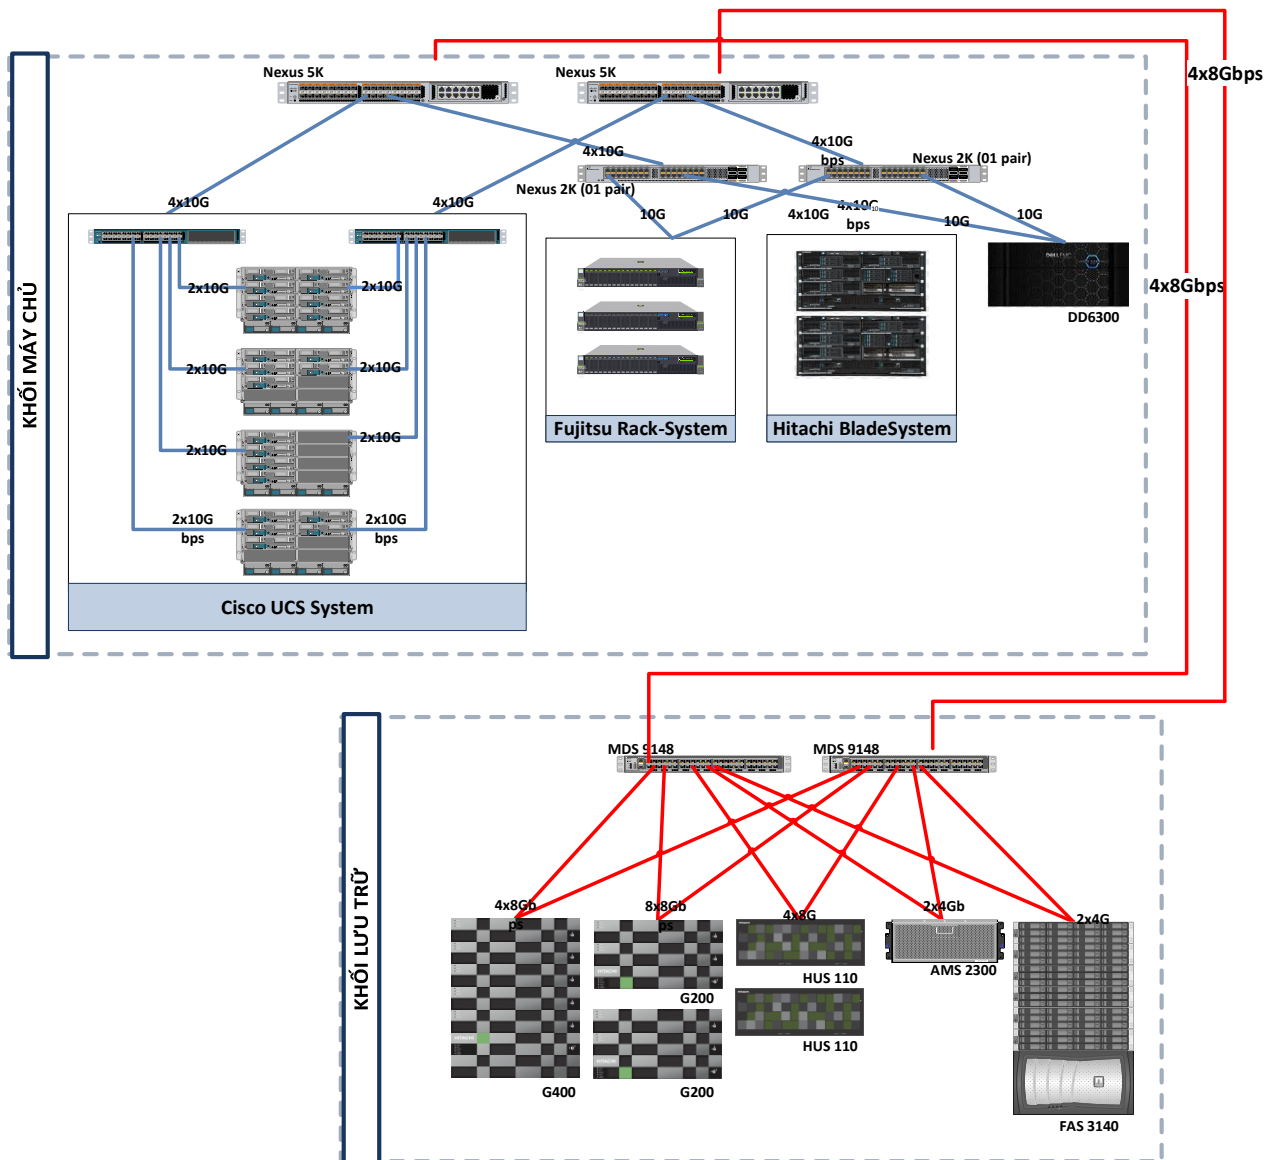 4x8Gbps
Nexus 5K
Nexus 5K
4x10G
4x10G
bps
Nexus 2K (01 pair)
Nexus 2K (01 pair)
4x10G
4x10G
10G
10G
4x10G
4x10G
bps
10
10G
10G
KHỐI MÁY CHỦ
2x10G
2x10G
4x8Gbps
DD6300
2x10G
2x10G
2x10G
2x10G
Fujitsu Rack-System
Hitachi BladeSystem
2x10G
bps
2x10G
bps
Cisco UCS System
MDS 9148
MDS 9148
KHỐI LƯU TRỮ
4x8Gb
ps
8x8Gb
ps
4x8G
2x4Gb
2x4G
HUS 110
AMS 2300
G200
HUS 110
G400
G200
FAS 3140